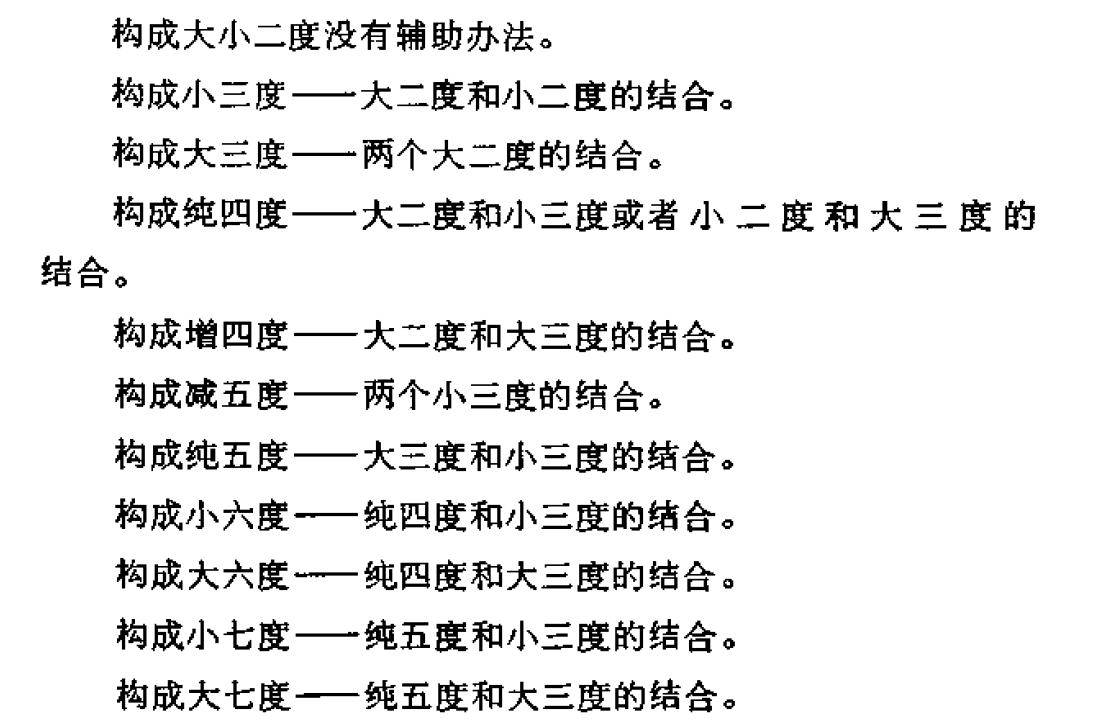 构成大小二度没有辅助办法。
构成小三度——大二度和小二度的结合。
构成大三度——两个大二度的结合。
构成纯四度——大二度和小三度或者小二度和大三度的
结合。
构成增四度——大二度和大三度的结合。
构成减五度——两个小三度的结合。
构成纯五度——大三度和小三度的结合。
构成小六度——纯四度和小三度的结合。
构成大六度——纯四度和大三度的结合。
构成小七度——纯五度和小三度的结合。
构成大七度——纯五度和大三度的结合。